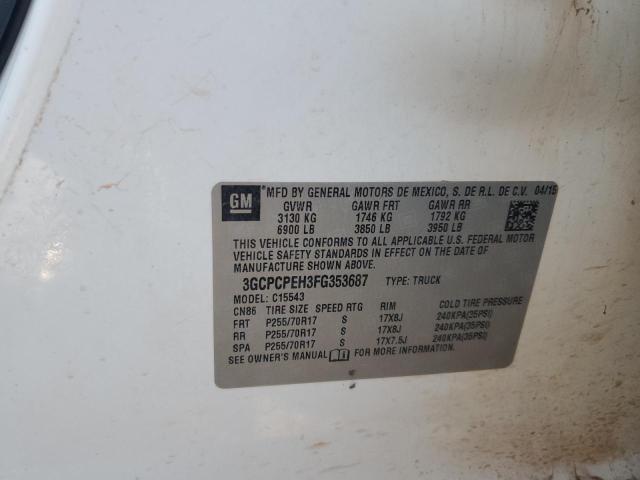 GM MFD BY GENERAL MOTORS DE MEXICO, S. DE R.L. DE C.V. 04/15
GVWR GAWR FRT GAWR RR
3130 KG 1746 KG 1792 KG
6900 LB 3850 LB 3950 LB
THIS VEHICLE CONFORMS TO ALL APPLICABLE U.S. FEDERAL MOTOR
VEHICLE SAFETY STANDARDS IN EFFECT ON THE DATE OF
MANUFACTURE SHOWN ABOVE.
3GCPCPEH3FG353687 TYPE: TRUCK
MODEL: C15543
CN86 TIRE SIZE SPEED RTG RIM COLD TIRE PRESSURE
FRT P255/70R17 S 17X8J 240KPA(35PSI)
RR P255/70R17 S 17X8J 240KPA(35PSI)
SPA P255/70R17 S 17X7.5J 240KPA(35PSI)
SEE OWNER'S MANUAL FOR MORE INFORMATION.